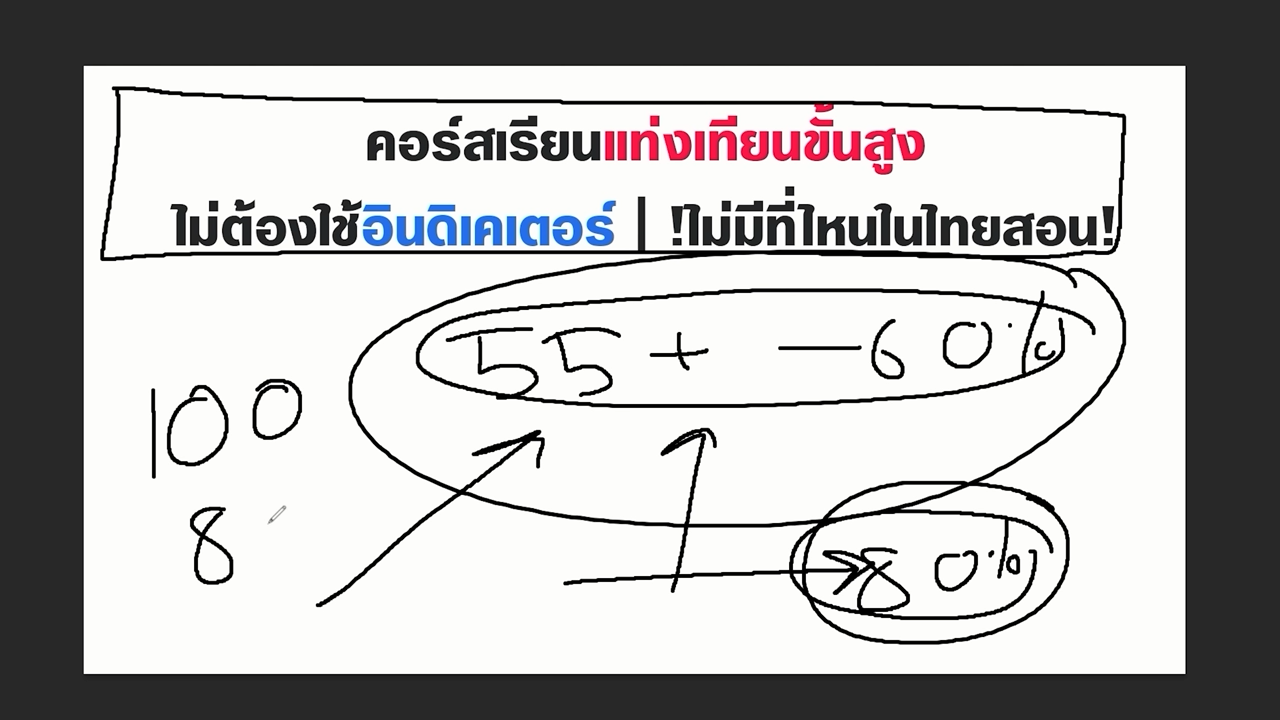 คอร์สเรียนแท่งเทียนขั้นสูง
ไม่ต้องใช้อินดิเคเตอร์ | !ไม่มีที่ไหนในไทยสอน!
55+ — 60%
100
8
80%